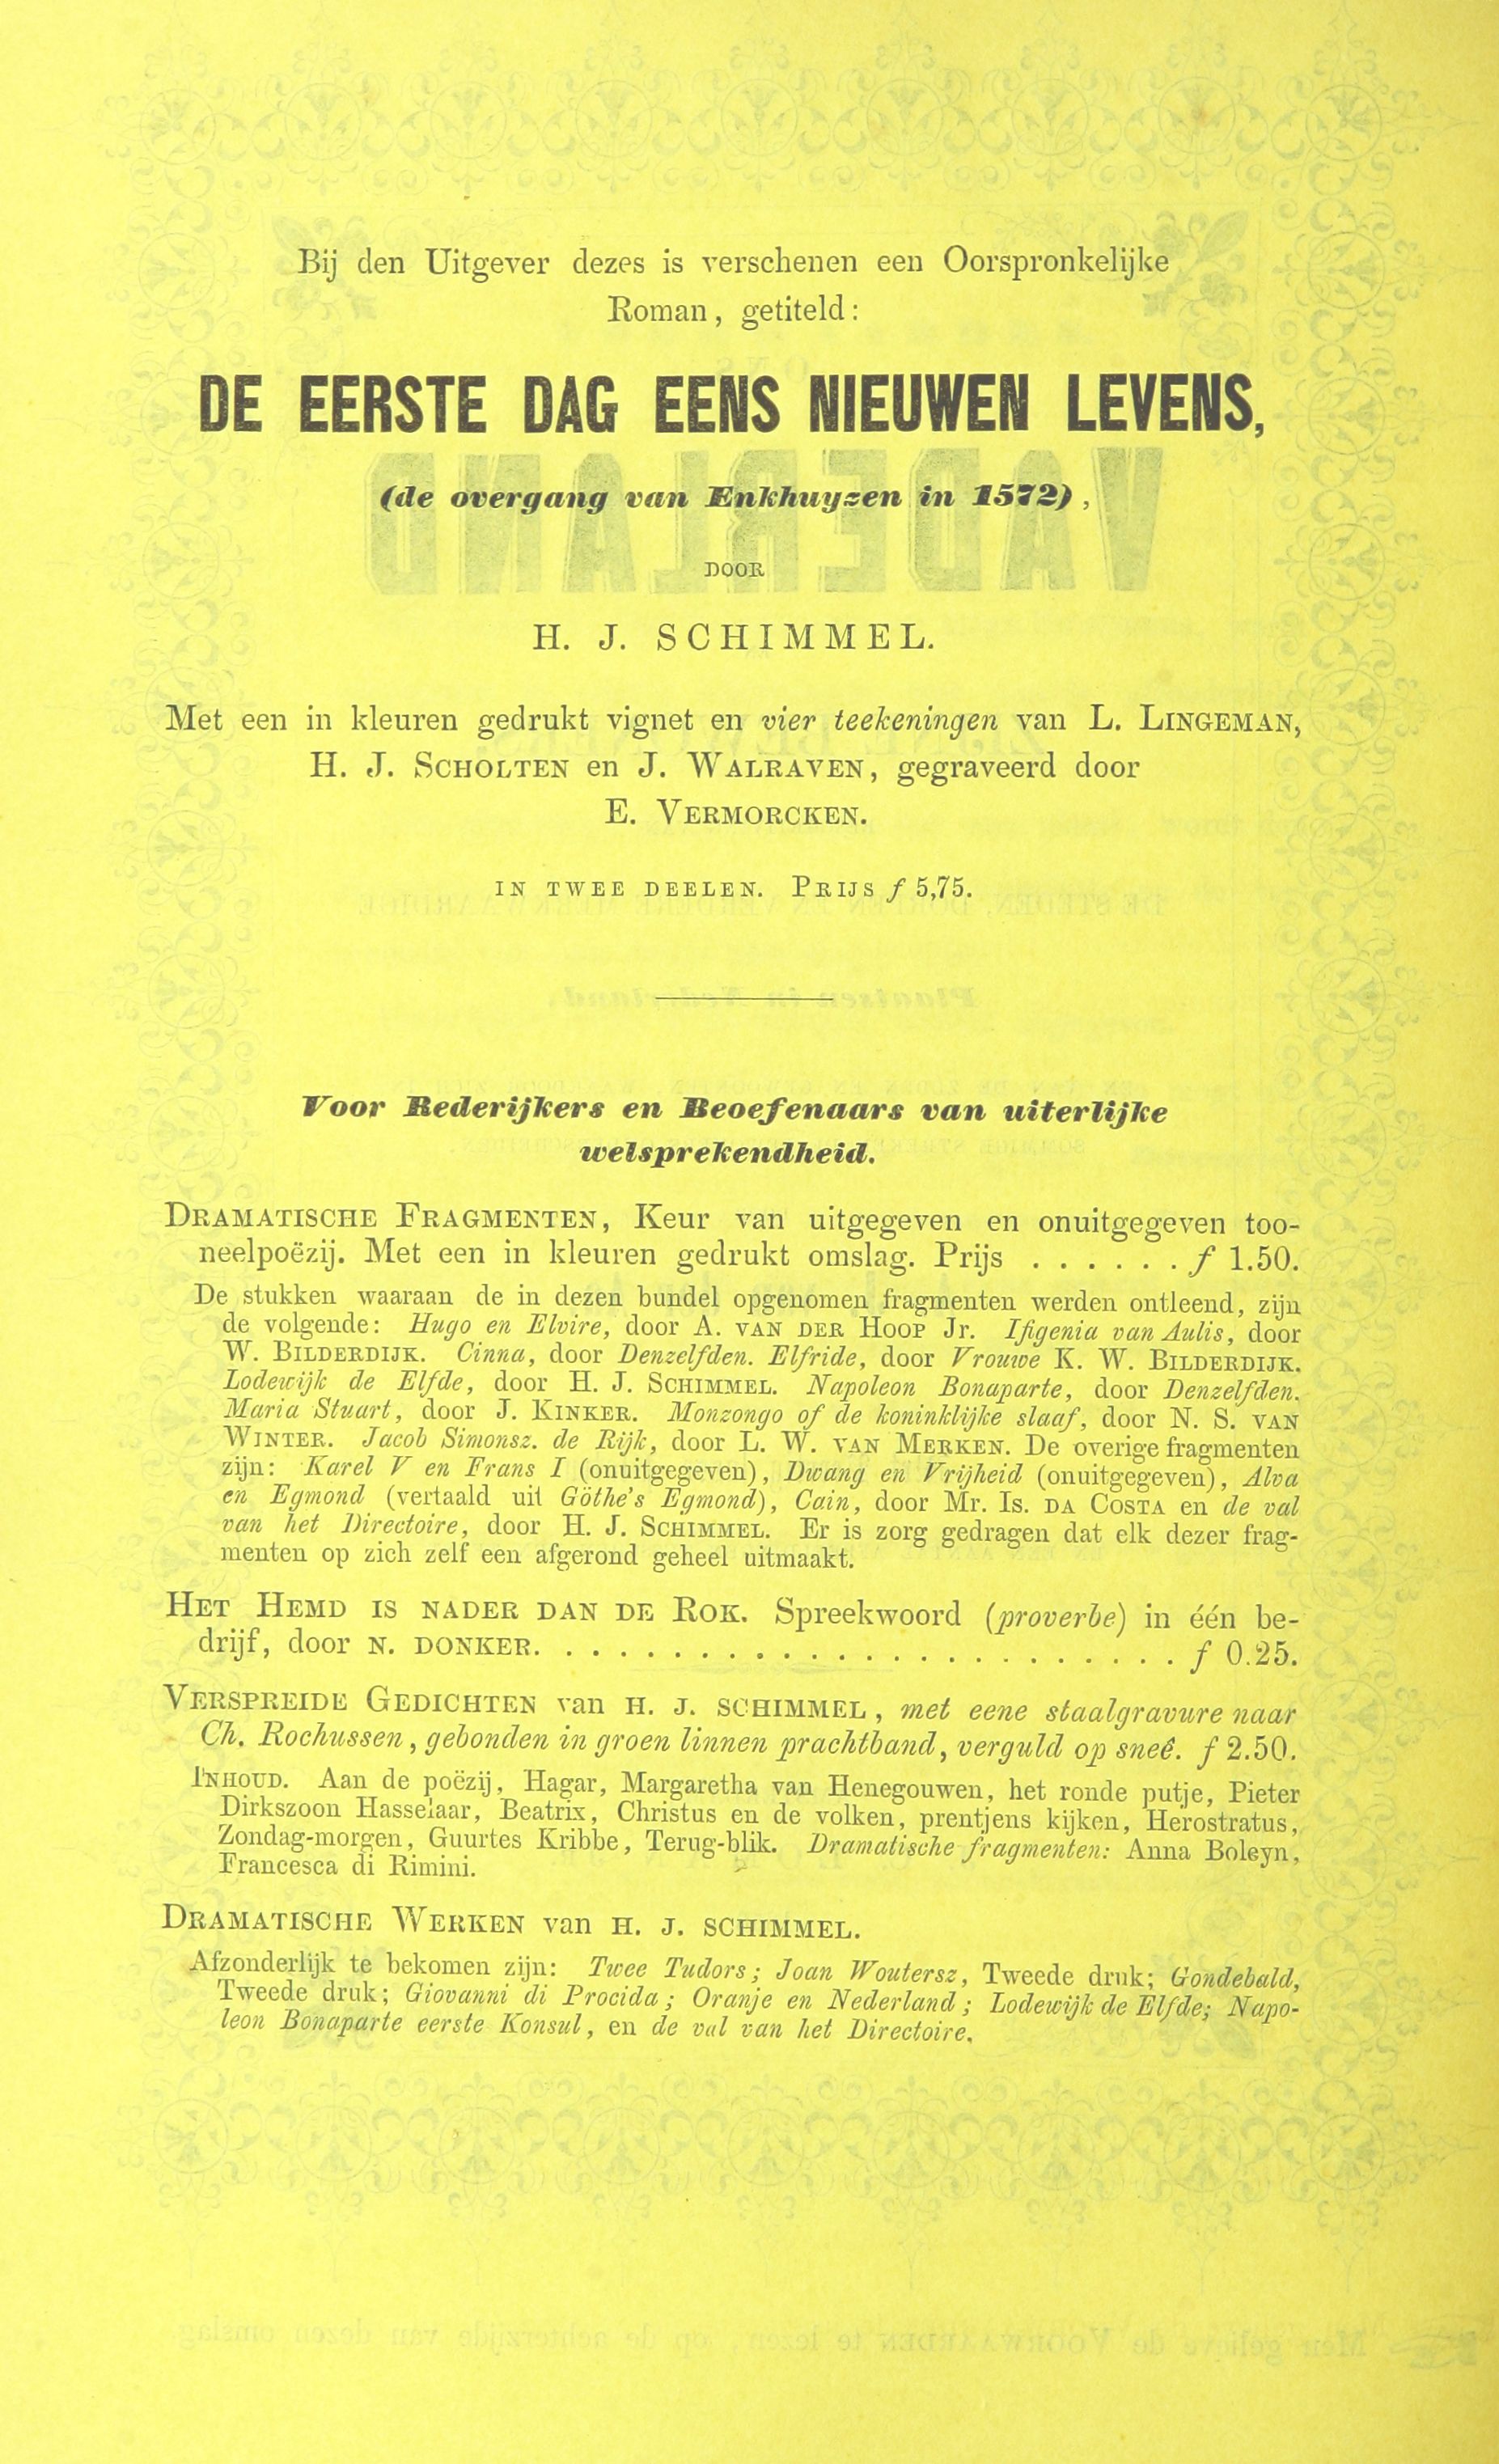 Bij den Uitgever dezes is verschenen een Oorspronkelijke
Roman, getiteld:
DE EERSTE DAG EENS NIEUWEN LEVENS,
(de overgang van Enkhuyzen in 1572),
DOOR
H. J. SCHIMMEL.
Met een in kleuren gedrukt vignet en vier teekeningen van L. LINGEMAN,
H. J. SCHOLTEN en J. WALRAVEN, gegraveerd door
E. VERMORCKEN.
IN TWEE DEELEN. PRIJS f 5,75.
Voor Rederijkers en Beoefenaars van uiterlijke
welsprekendheid.
DRAMATISCHE FRAGMENTEN, Keur van uitgegeven en onuitgegeven too-
neelpoëzij. Met een in kleuren gedrukt omslag. Prijs . . . . . . f 1.50.
De stukken waaraan de in dezen bundel opgenomen fragmenten werden ontleend, zijn
de volgende: Hugo en Elvire, door A. VAN DER HOOP Jr. Ifigenia van Aulis, door
W. BILDERDIJK. Cinna, door Denzelfden. Elfride, door Vrouwe K. W. BILDERDIJK.
Lodewijk de Elfde, door H. J. SCHIMMEL. Napoleon Bonaparte, door Denzelfden.
Maria Stuart, door J. KINKER. Monzongo of de koninklijke slaaf, door N. S. VAN
WINTER. Jacob Simonsz. de Rijk, door L. W. VAN MERKEN. De overige fragmenten
zijn: Karel V en Frans I (onuitgegeven), Dwang en Vrijheid (onuitgegeven), Alva
en Egmond (vertaald uit Göthe's Egmond), Cain, door Mr. Is. DA COSTA en de val
van het Directoire, door H. J. SCHIMMEL. Er is zorg gedragen dat elk dezer frag-
menten op zich zelf een afgerond geheel uitmaakt.
HET HEMD IS NADER DAN DE ROK. Spreekwoord (proverbe) in één be-
drijf, door N. DONKER. . . . . . . . . . . . . . . . . . . . . . . . . f 0.25.
VERSPREIDE GEDICHTEN van H. J. SCHIMMEL, met eene staalgravure naar
Ch. Rochussen, gebonden in groen linnen prachtband, verguld op sneê. f 2.50.
INHOUD. Aan de poëzij, Hagar, Margaretha van Henegouwen, het ronde putje, Pieter
Dirkszoon Hasselaar, Beatrix, Christus en de volken, prentjens kijken, Herostratus,
Zondag-morgen, Guurtes Kribbe, Terug-blik. Dramatische fragmenten: Anna Boleyn,
Francesca di Rimini.
DRAMATISCHE WERKEN van H. J. SCHIMMEL.
Afzonderlijk te bekomen zijn: Twee Tudors; Joan Woutersz, Tweede druk; Gondebald,
Tweede druk; Giovanni di Procida; Oranje en Nederland; Lodewijk de Elfde; Napo-
leon Bonaparte eerste Konsul, en de val van het Directoire.